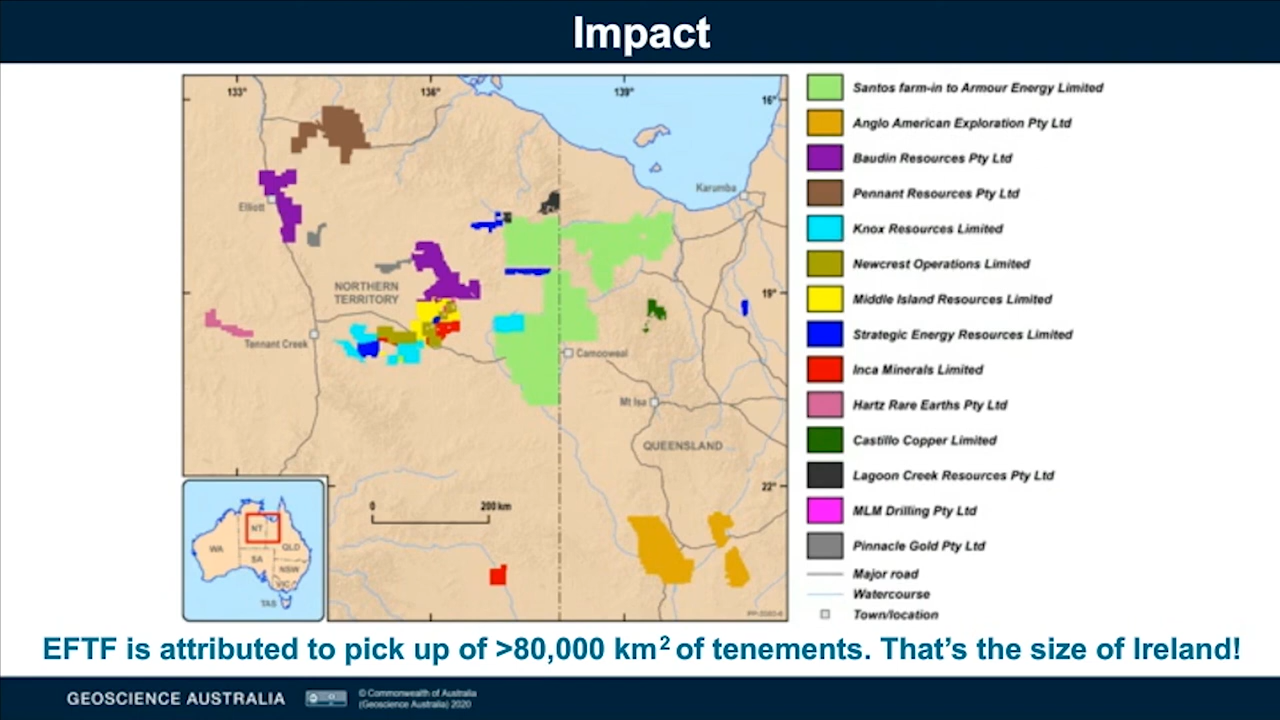 Impact
133°
136°
139°
16°
Karumba
Elliott
NORTHERN
TERRITORY
19°
Tennant Creek
Camooweal
Mt Isa
QUEENSLAND
22°
0
200 km
NT
WA
QLD
SA
NSW
VIC
TAS
Santos farm-in to Armour Energy Limited
Anglo American Exploration Pty Ltd
Baudin Resources Pty Ltd
Pennant Resources Pty Ltd
Knox Resources Limited
Newcrest Operations Limited
Middle Island Resources Limited
Strategic Energy Resources Limited
Inca Minerals Limited
Hartz Rare Earths Pty Ltd
Castillo Copper Limited
Lagoon Creek Resources Pty Ltd
MLM Drilling Pty Ltd
Pinnacle Gold Pty Ltd
Major road
Watercourse
Town/location
EFTF is attributed to pick up of >80,000 km² of tenements. That’s the size of Ireland!
GEOSCIENCE AUSTRALIA
© Commonwealth of Australia
(Geoscience Australia) 2020